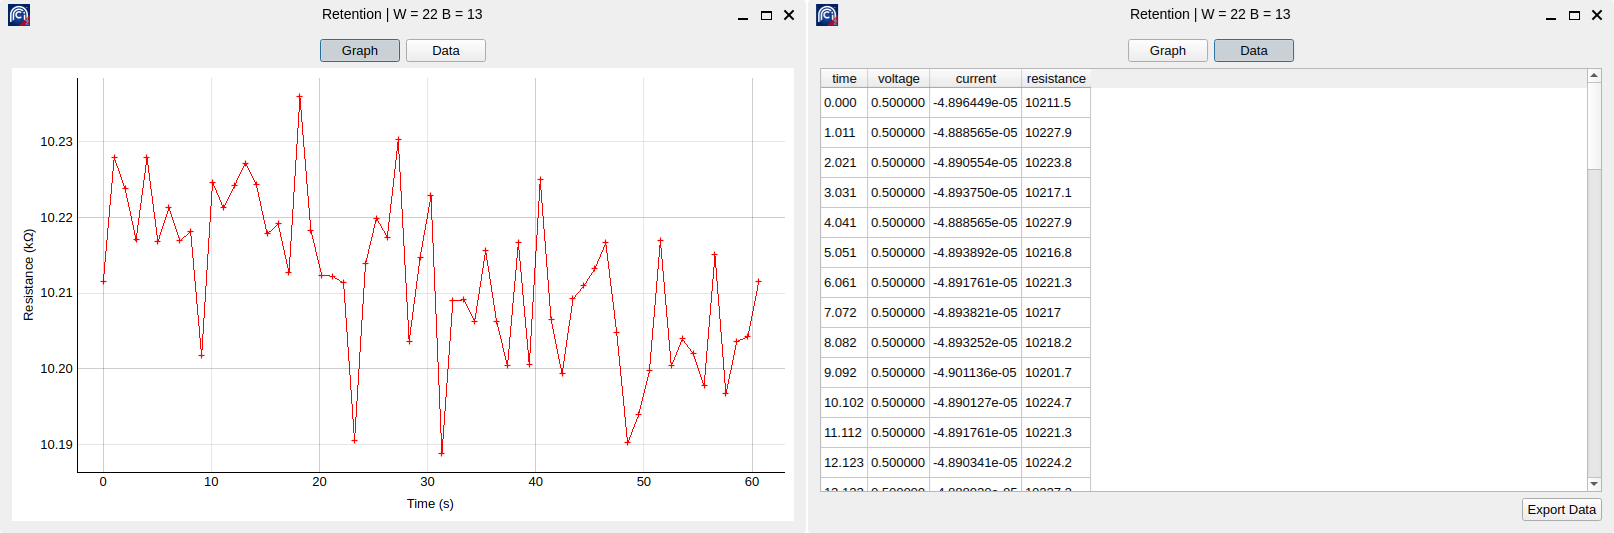 Retention | W = 22 B = 13
Graph Data
10.23
10.22
10.21
10.20
10.19
Resistance (kΩ)
0 10 20 30 40 50 60
Time (s)
Retention | W = 22 B = 13
Graph Data
time voltage current resistance
0.000 0.500000 -4.896449e-05 10211.5
1.011 0.500000 -4.888565e-05 10227.9
2.021 0.500000 -4.890554e-05 10223.8
3.031 0.500000 -4.893750e-05 10217.1
4.041 0.500000 -4.888565e-05 10227.9
5.051 0.500000 -4.893892e-05 10216.8
6.061 0.500000 -4.891761e-05 10221.3
7.072 0.500000 -4.893821e-05 10217
8.082 0.500000 -4.893252e-05 10218.2
9.092 0.500000 -4.901136e-05 10201.7
10.102 0.500000 -4.890127e-05 10224.7
11.112 0.500000 -4.891761e-05 10221.3
12.123 0.500000 -4.890341e-05 10224.2
Export Data